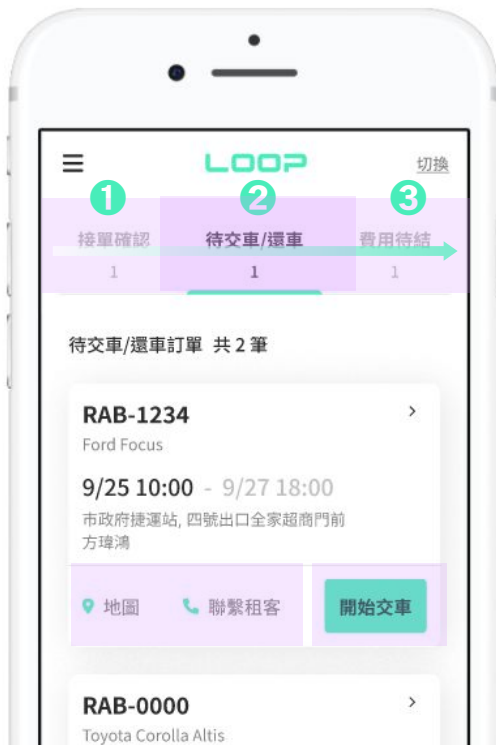 LOOP
切換
1
2
3
接單確認
待交車/還車
費用待結
1
1
1
待交車/還車訂單 共 2 筆
RAB-1234
Ford Focus
9/25 10:00 - 9/27 18:00
市政府捷運站, 四號出口全家超商門前
方瑋鴻
地圖
聯繫租客
開始交車
RAB-0000
Toyota Corolla Altis